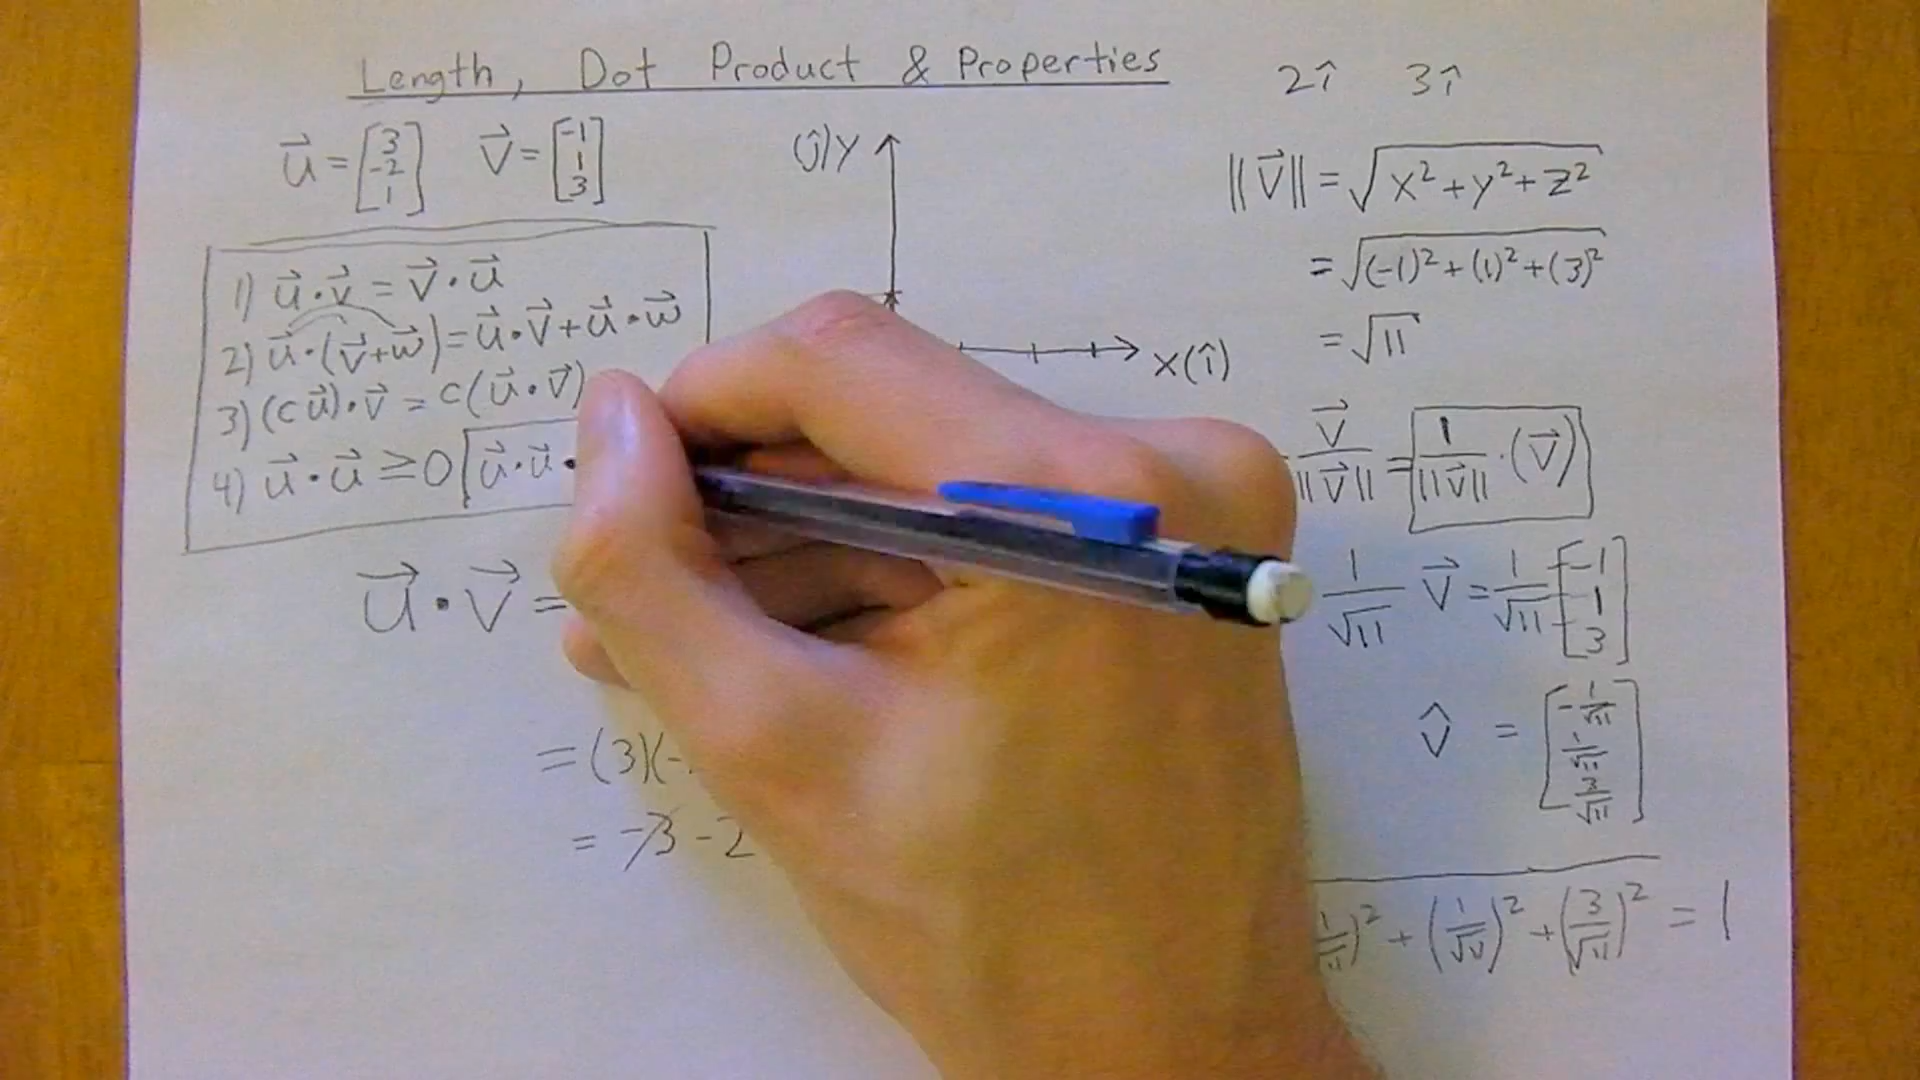 Length, Dot Product & Properties
2î 3î
u⃗ = [3 -2 1] v⃗ = [-1 1 3]
(ĵ)y
x(î)
1) u⃗·v⃗ = v⃗·u⃗
2) u⃗·(v⃗+w⃗) = u⃗·v⃗ + u⃗·w⃗
3) (cu⃗)·v⃗ = c(u⃗·v⃗)
4) u⃗·u⃗ ≥ 0 u⃗·u⃗
u⃗·v⃗ =
= (3)(-
= -3 - 2
||v⃗|| = √(x²+y²+z²)
= √((-1)²+(1)²+(3)²)
= √11
v⃗/||v⃗|| = 1/||v⃗|| · (v⃗)
1/√11 v⃗ = 1/√11 [-1 1 3]
v̂ = [-1/√11 1/√11 3/√11]
)² + (1/√11)² + (3/√11)² = 1